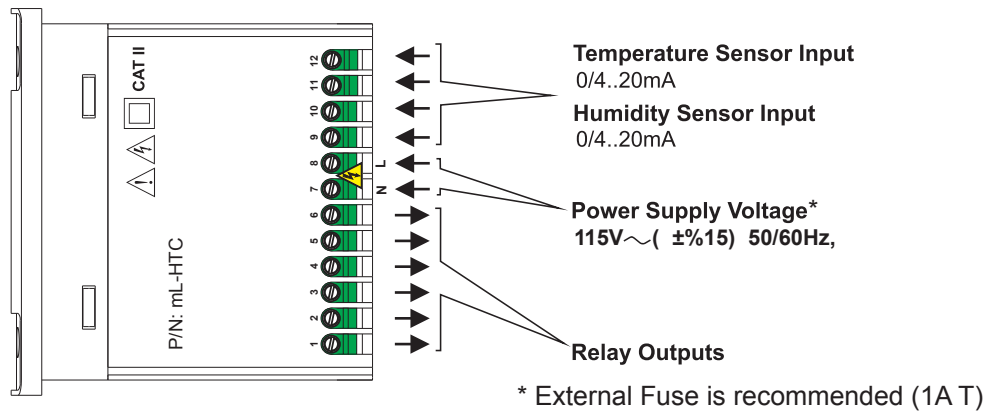 CAT II
P/N: mL-HTC
12
11
10
9
8
7
6
5
4
3
2
1
L
N
Temperature Sensor Input
0/4..20mA
Humidity Sensor Input
0/4..20mA
Power Supply Voltage*
115V～( ±%15) 50/60Hz,
Relay Outputs
* External Fuse is recommended (1A T)